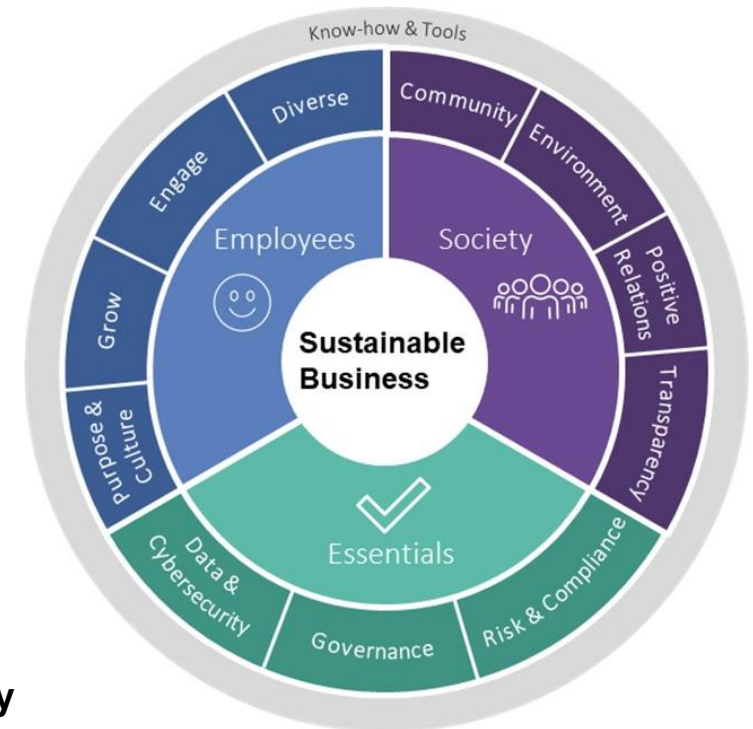 Know-how & Tools
Diverse
Engage
Grow
Purpose &
Culture
Employees
Community
Environment
Positive
Relations
Transparency
Society
Sustainable
Business
Essentials
Data &
Cybersecurity
Governance
Risk & Compliance
y